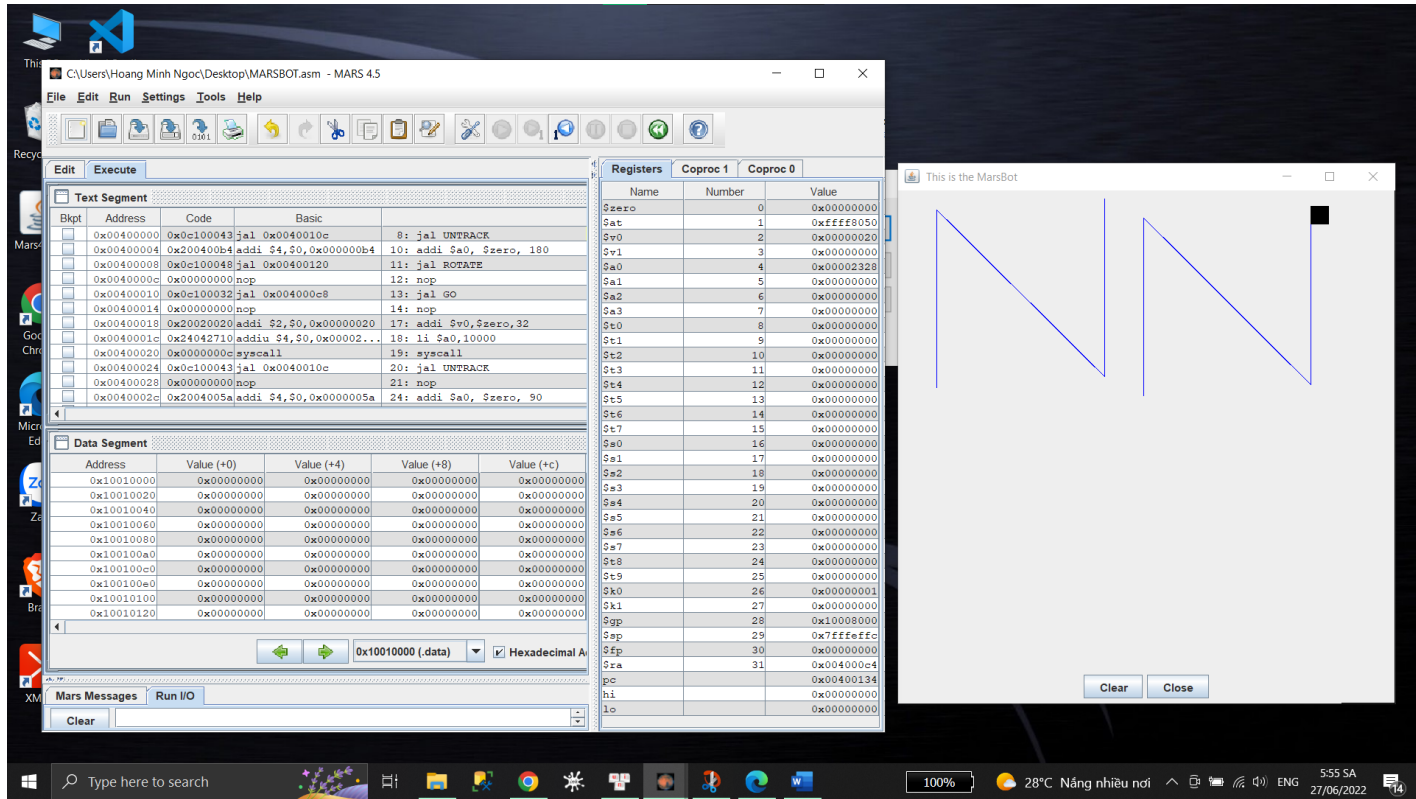 This
C:\Users\Hoang Minh Ngoc\Desktop\MARSBOT.asm - MARS 4.5
File Edit Run Settings Tools Help
Recyc
Edit Execute
Text Segment
Bkpt Address Code Basic
0x00400000 0x0c100043 jal 0x0040010c 8: jal UNTRACK
0x00400004 0x200400b4 addi $4,$0,0x000000b4 10: addi $a0, $zero, 180
0x00400008 0x0c100048 jal 0x00400120 11: jal ROTATE
0x0040000c 0x00000000 nop 12: nop
0x00400010 0x0c100032 jal 0x004000c8 13: jal GO
0x00400014 0x00000000 nop 14: nop
0x00400018 0x20020020 addi $2,$0,0x00000020 17: addi $v0,$zero,32
0x0040001c 0x24042710 addiu $4,$0,0x00002... 18: li $a0,10000
0x00400020 0x0000000c syscall 19: syscall
0x00400024 0x0c100043 jal 0x0040010c 20: jal UNTRACK
0x00400028 0x00000000 nop 21: nop
0x0040002c 0x2004005a addi $4,$0,0x0000005a 24: addi $a0, $zero, 90
Mars4
Goo
Chro
Micro
Ed
Za
Bra
XM
Data Segment
Address Value (+0) Value (+4) Value (+8) Value (+c)
0x10010000 0x00000000 0x00000000 0x00000000 0x00000000
0x10010020 0x00000000 0x00000000 0x00000000 0x00000000
0x10010040 0x00000000 0x00000000 0x00000000 0x00000000
0x10010060 0x00000000 0x00000000 0x00000000 0x00000000
0x10010080 0x00000000 0x00000000 0x00000000 0x00000000
0x100100a0 0x00000000 0x00000000 0x00000000 0x00000000
0x100100c0 0x00000000 0x00000000 0x00000000 0x00000000
0x100100e0 0x00000000 0x00000000 0x00000000 0x00000000
0x10010100 0x00000000 0x00000000 0x00000000 0x00000000
0x10010120 0x00000000 0x00000000 0x00000000 0x00000000
0x10010000 (.data) Hexadecimal A
Mars Messages Run I/O
Clear
Registers Coproc 1 Coproc 0
Name Number Value
$zero 0 0x00000000
$at 1 0xffff8050
$v0 2 0x00000020
$v1 3 0x00000000
$a0 4 0x00002328
$a1 5 0x00000000
$a2 6 0x00000000
$a3 7 0x00000000
$t0 8 0x00000000
$t1 9 0x00000000
$t2 10 0x00000000
$t3 11 0x00000000
$t4 12 0x00000000
$t5 13 0x00000000
$t6 14 0x00000000
$t7 15 0x00000000
$s0 16 0x00000000
$s1 17 0x00000000
$s2 18 0x00000000
$s3 19 0x00000000
$s4 20 0x00000000
$s5 21 0x00000000
$s6 22 0x00000000
$s7 23 0x00000000
$t8 24 0x00000000
$t9 25 0x00000000
$k0 26 0x00000001
$k1 27 0x00000000
$gp 28 0x10008000
$sp 29 0x7fffeffc
$fp 30 0x00000000
$ra 31 0x004000c4
pc 0x00400134
hi 0x00000000
lo 0x00000000
This is the MarsBot
Clear Close
Type here to search
100%
28°C Nắng nhiều nơi
ENG
5:55 SA
27/06/2022
14